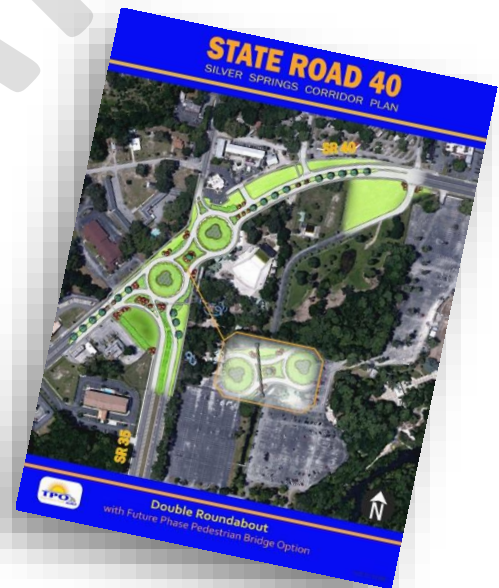 STATE ROAD 40
SILVER SPRINGS CORRIDOR PLAN
SR 40
SR 35
TPO
N
Double Roundabout
with Future Phase Pedestrian Bridge Option